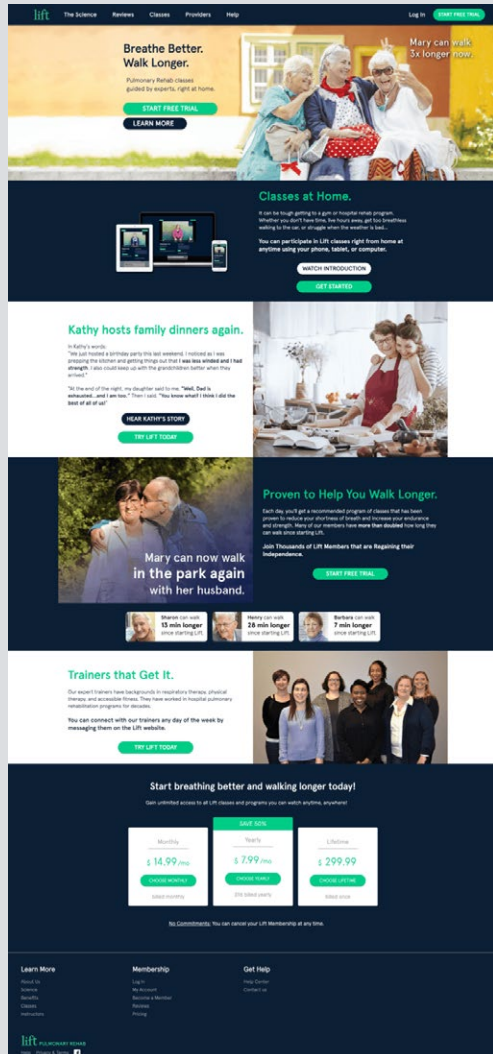 lift
The Science
Reviews
Classes
Providers
Help
Log In
START FREE TRIAL
Breathe Better.
Walk Longer.
Pulmonary Rehab classes
guided by experts, right at home.
START FREE TRIAL
LEARN MORE
Mary can walk
3x longer now.
Classes at Home.
It can be tough getting to a gym or hospital rehab program.
Whether you don't have time, live hours away, get too breathless
walking to the car, or struggle when the weather is bad...
You can participate in Lift classes right from home at
anytime using your phone, tablet, or computer.
WATCH INTRODUCTION
GET STARTED
Kathy hosts family dinners again.
In Kathy's words:
"We just hosted a birthday party this last weekend. I noticed as I was
prepping the kitchen and getting things out that I was less winded and I had
strength. I also could keep up with the grandchildren better when they
arrived."
"At the end of the night, my daughter said to me, "Well, Dad is
exhausted...and I am too." Then I said, "You know what? I think I did the
best of all of us!"
HEAR KATHY'S STORY
TRY LIFT TODAY
Mary can now walk
in the park again
with her husband.
Proven to Help You Walk Longer.
Each day, you'll get a recommended program of classes that has been
proven to reduce your shortness of breath and increase your endurance
and strength. Many of our members have more than doubled how long they
can walk since starting Lift.
Join Thousands of Lift Members that are Regaining their
Independence.
START FREE TRIAL
Sharon can walk
13 min longer
since starting Lift.
Henry can walk
28 min longer
since starting Lift.
Barbara can walk
7 min longer
since starting Lift.
Trainers that Get It.
Our expert trainers have backgrounds in respiratory therapy, physical
therapy, and accessible fitness. They have worked in hospital pulmonary
rehabilitation programs for decades.
You can connect with our trainers any day of the week by
messaging them on the Lift website.
TRY LIFT TODAY
Start breathing better and walking longer today!
Gain unlimited access to all Lift classes and programs you can watch anytime, anywhere!
Monthly
$ 14.99/mo
CHOOSE MONTHLY
billed monthly
SAVE 50%
Yearly
$ 7.99/mo
CHOOSE YEARLY
billed yearly
Lifetime
$ 299.99
CHOOSE LIFETIME
billed once
No Commitments: You can cancel your Lift Membership at any time.
Learn More
About Us
Science
Benefits
Classes
Instructors
Membership
Log In
My Account
Become a Member
Reviews
Pricing
Get Help
Help Center
Contact us
lift PULMONARY REHAB
Privacy & Terms